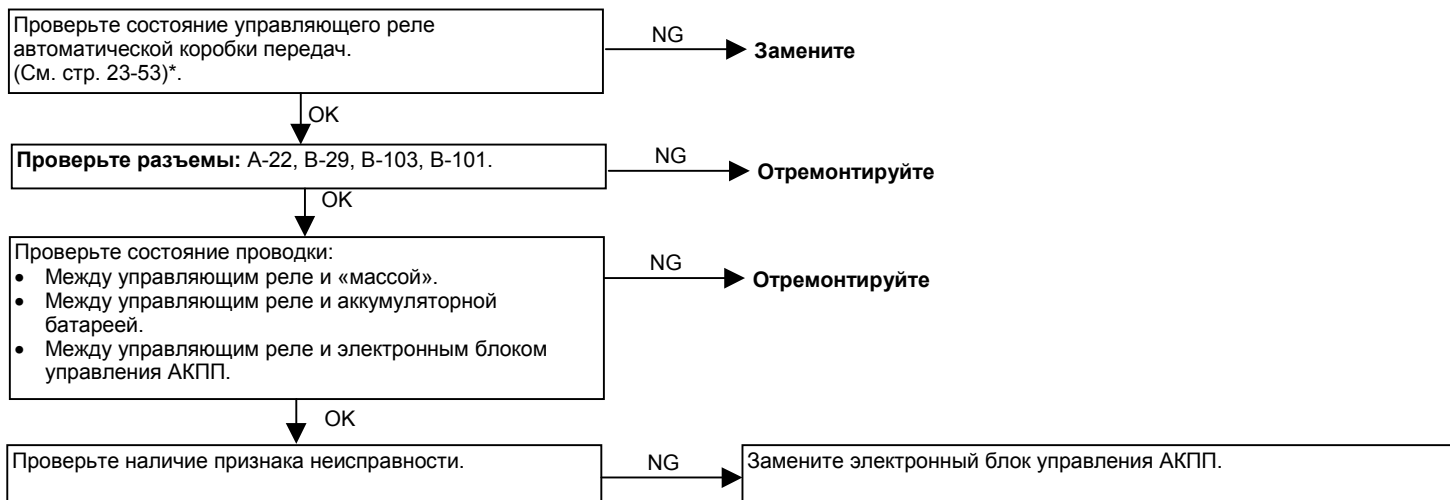 Проверьте состояние управляющего реле
автоматической коробки передач.
(См. стр. 23-53)*.
NG
Замените
OK
Проверьте разъемы: А-22, В-29, В-103, В-101.
NG
Отремонтируйте
OK
Проверьте состояние проводки:
• Между управляющим реле и «массой».
• Между управляющим реле и аккумуляторной
батареей.
• Между управляющим реле и электронным блоком
управления АКПП.
NG
Отремонтируйте
OK
Проверьте наличие признака неисправности.
NG
Замените электронный блок управления АКПП.